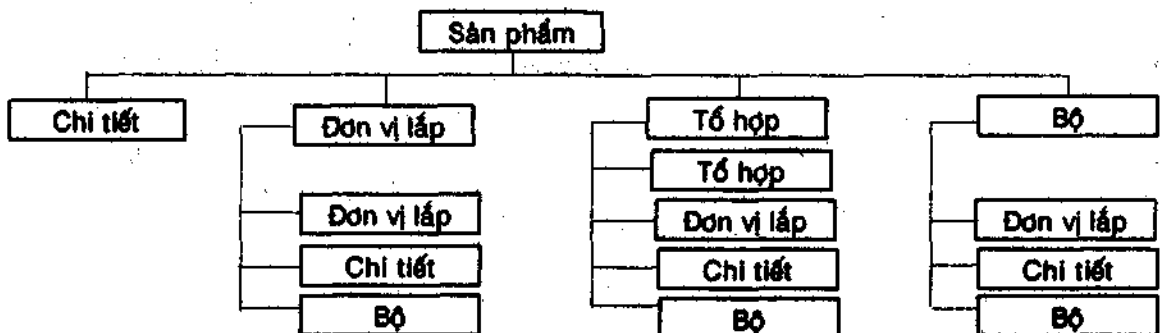 Sản phẩm
Chi tiết
Đơn vị lắp
Tổ hợp
Bộ
Tổ hợp
Đơn vị lắp
Đơn vị lắp
Đơn vị lắp
Chi tiết
Chi tiết
Chi tiết
Bộ
Bộ
Bộ